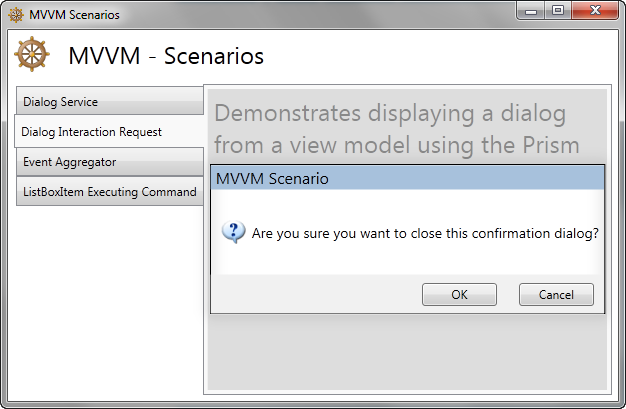 MVVM Scenarios
MVVM - Scenarios
Dialog Service
Dialog Interaction Request
Event Aggregator
ListBoxItem Executing Command
Demonstrates displaying a dialog
from a view model using the Prism
MVVM Scenario
Are you sure you want to close this confirmation dialog?
OK
Cancel